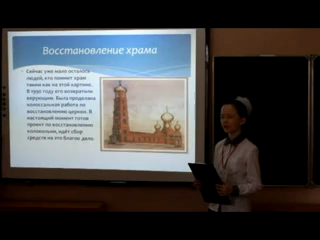 Восстановление храма
Сейчас уже мало осталось
людей, кто помнит храм
таким как на этой картине.
В 1992 году его возвратили
верующим. Была проделана
колоссальная работа по
восстановлению церкви. В
настоящий момент готов
проект по восстановлению
колокольни, идёт сбор
средств на это благое дело.